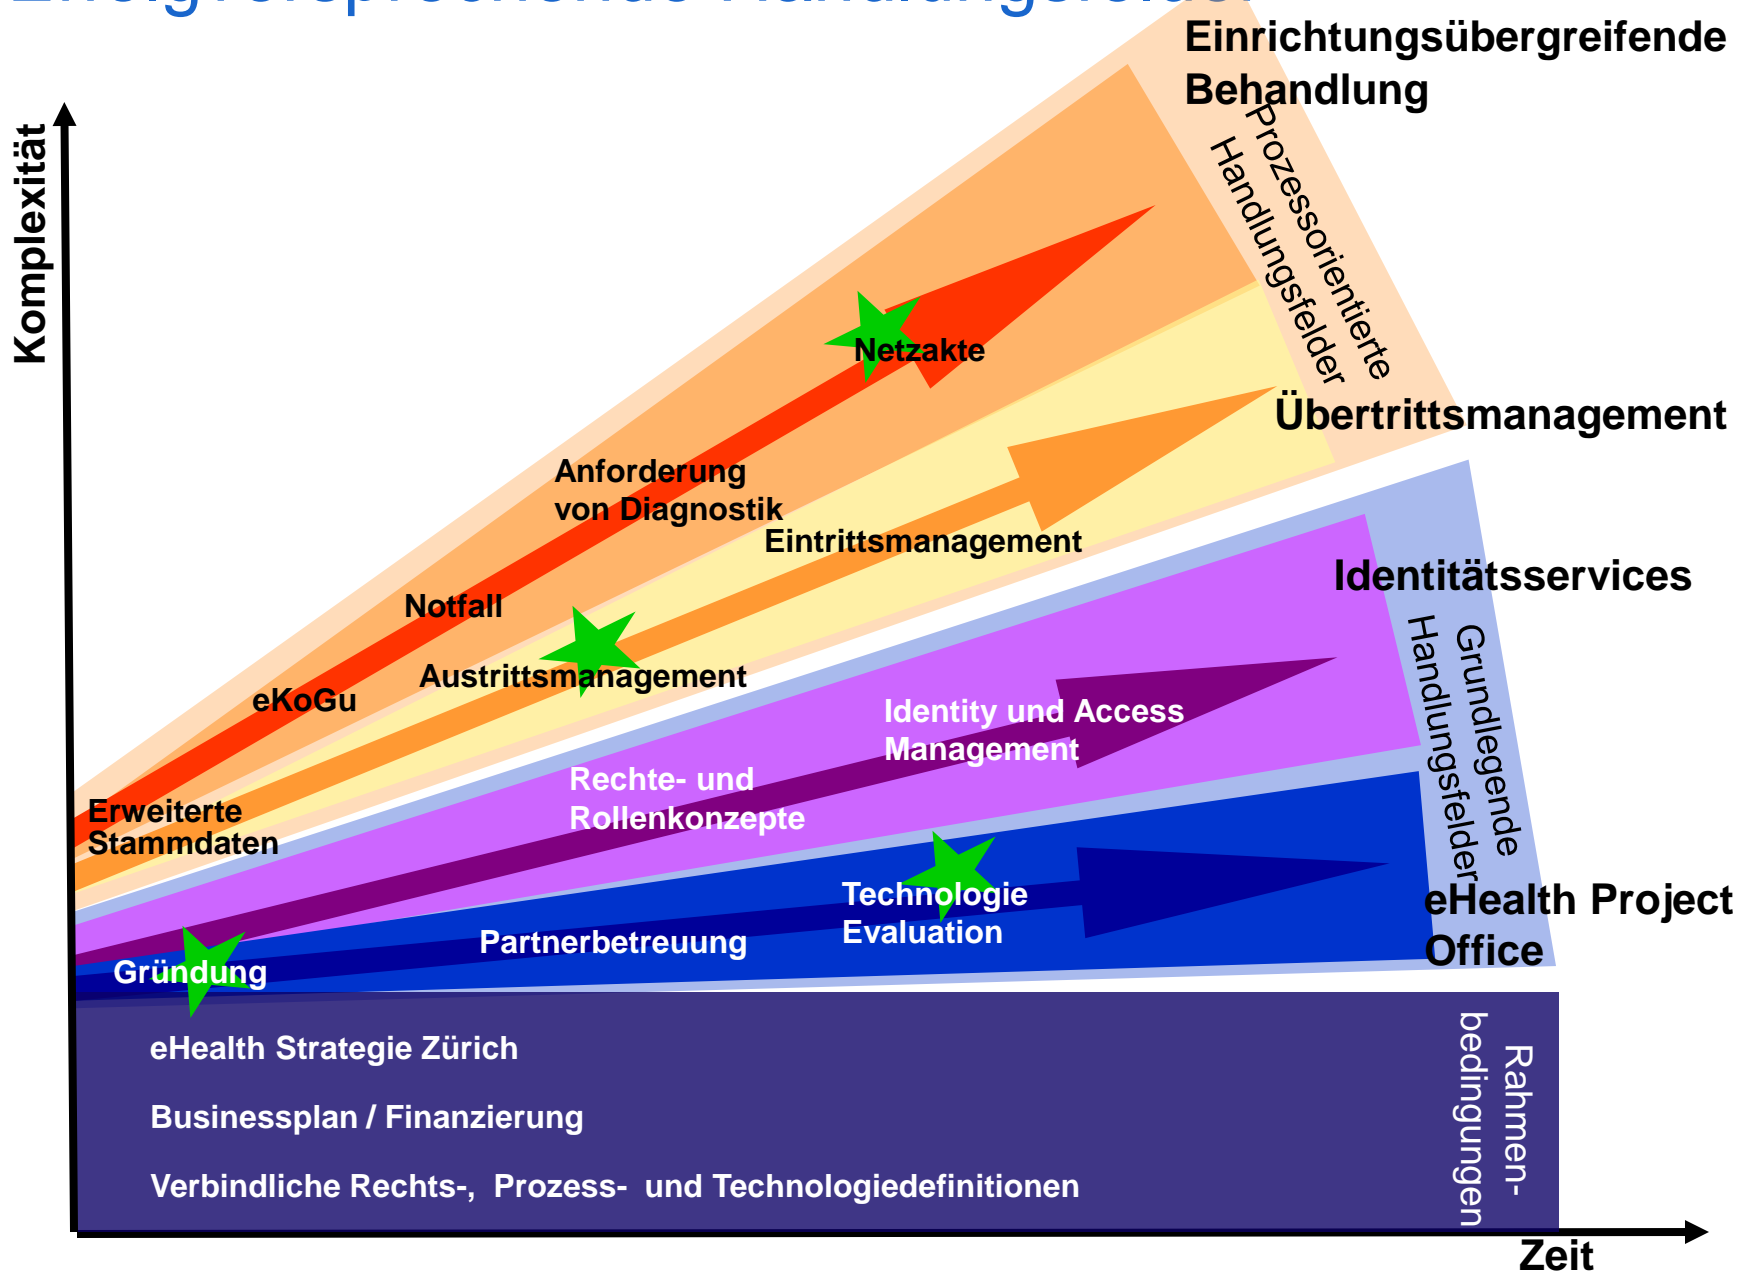 Erfolgversprechende Handlungsfelder
Einrichtungsübergreifende
Behandlung
Prozessorientierte
Handlungsfelder
Komplexität
Netzakte
Übertrittsmanagement
Anforderung
von Diagnostik
Eintrittsmanagement
Identitätsservices
Notfall
Grundlegende
Handlungsfelder
Austrittsmanagement
eKoGu
Identity und Access
Management
Rechte- und
Rollenkonzepte
Erweiterte
Stammdaten
Technologie
Evaluation
eHealth Project
Office
Partnerbetreuung
Gründung
eHealth Strategie Zürich
Rahmen-
bedingungen
Businessplan / Finanzierung
Verbindliche Rechts-, Prozess- und Technologiedefinitionen
Zeit